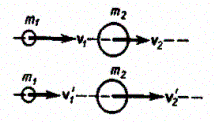 m₁ m₂
v₁ v₂
m₁ m₂
v₁' v₂'